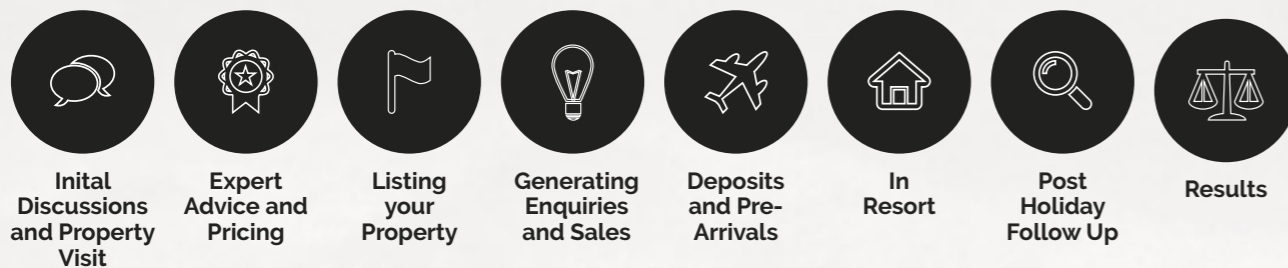 Inital
Discussions
and Property
Visit
Expert
Advice and
Pricing
Listing
your
Property
Generating
Enquiries
and Sales
Deposits
and Pre-
Arrivals
In
Resort
Post
Holiday
Follow Up
Results